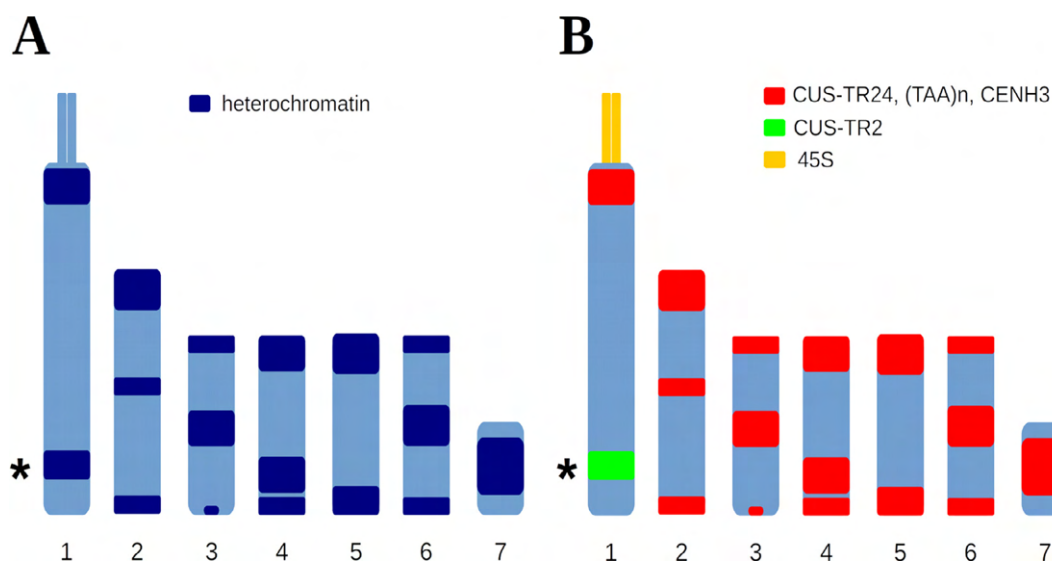 A
heterochromatin
*
1 2 3 4 5 6 7
B
CUS-TR24, (TAA)n, CENH3
CUS-TR2
45S
*
1 2 3 4 5 6 7